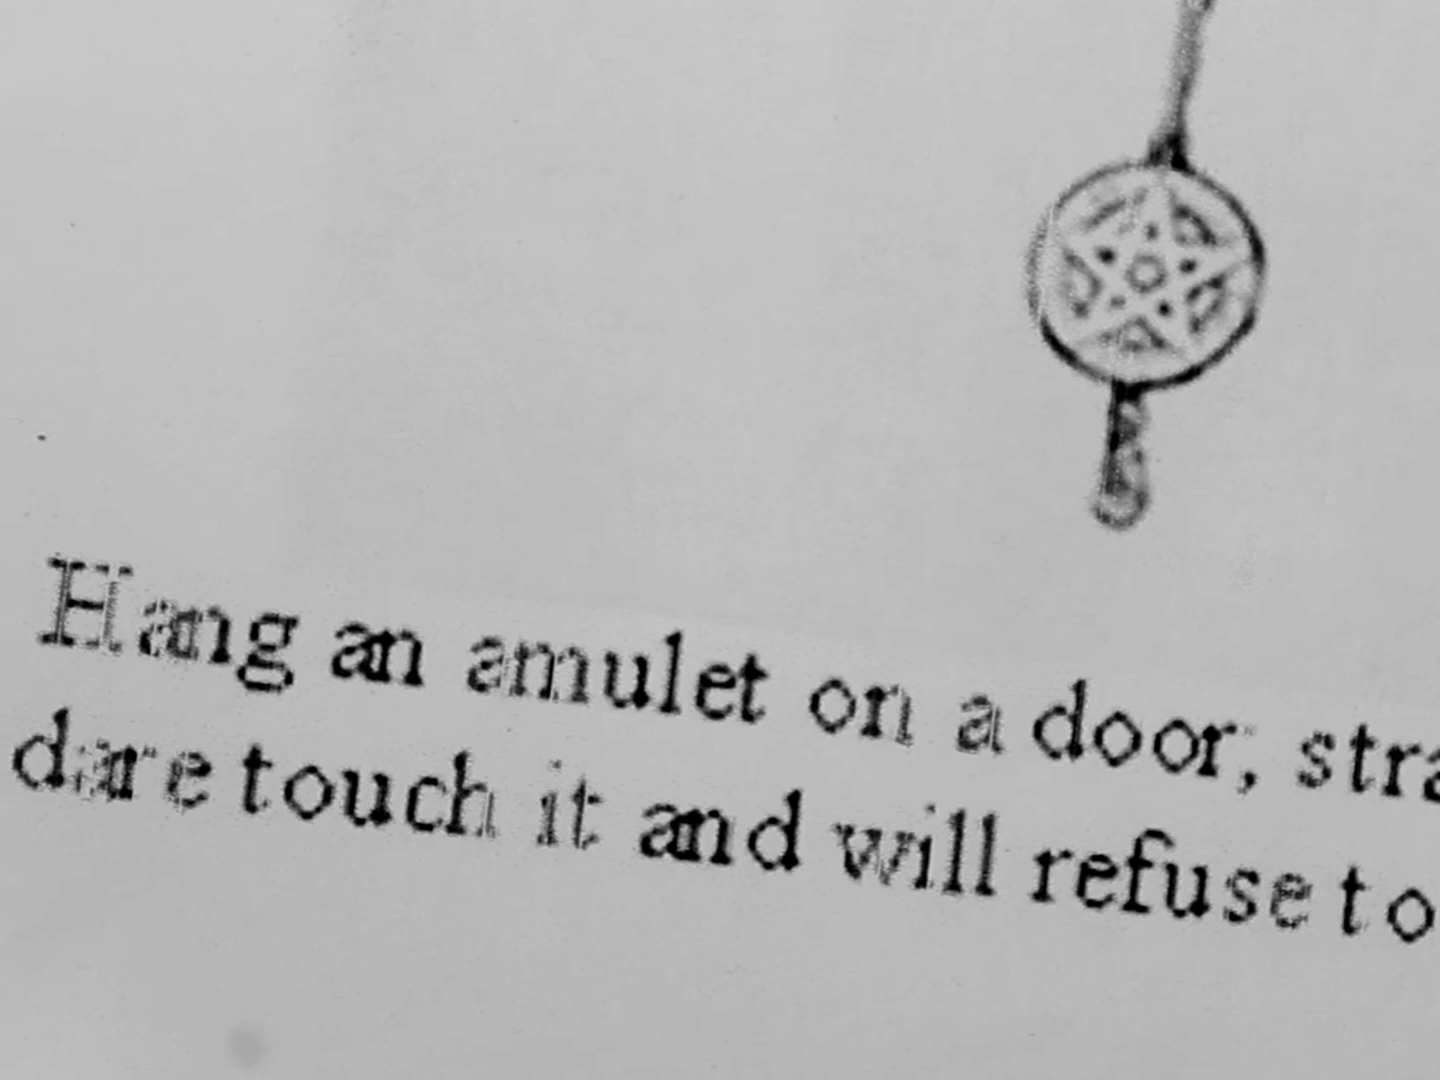 Hang an amulet on a door, stra
dare touch it and will refuse to